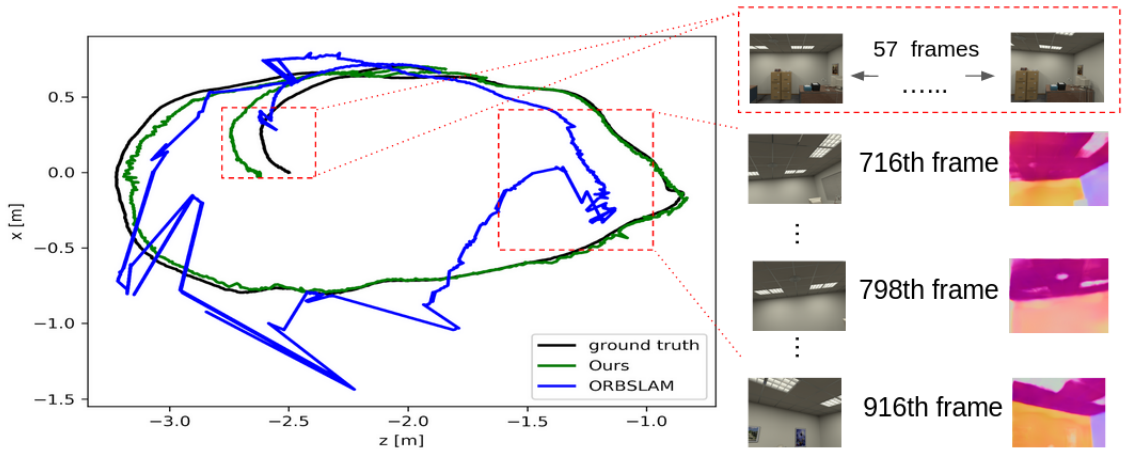 57 frames
......
0.5
0.0
−0.5
−1.0
−1.5
x [m]
−3.0 −2.5 −2.0 −1.5 −1.0
z [m]
ground truth
Ours
ORBSLAM
716th frame
798th frame
916th frame